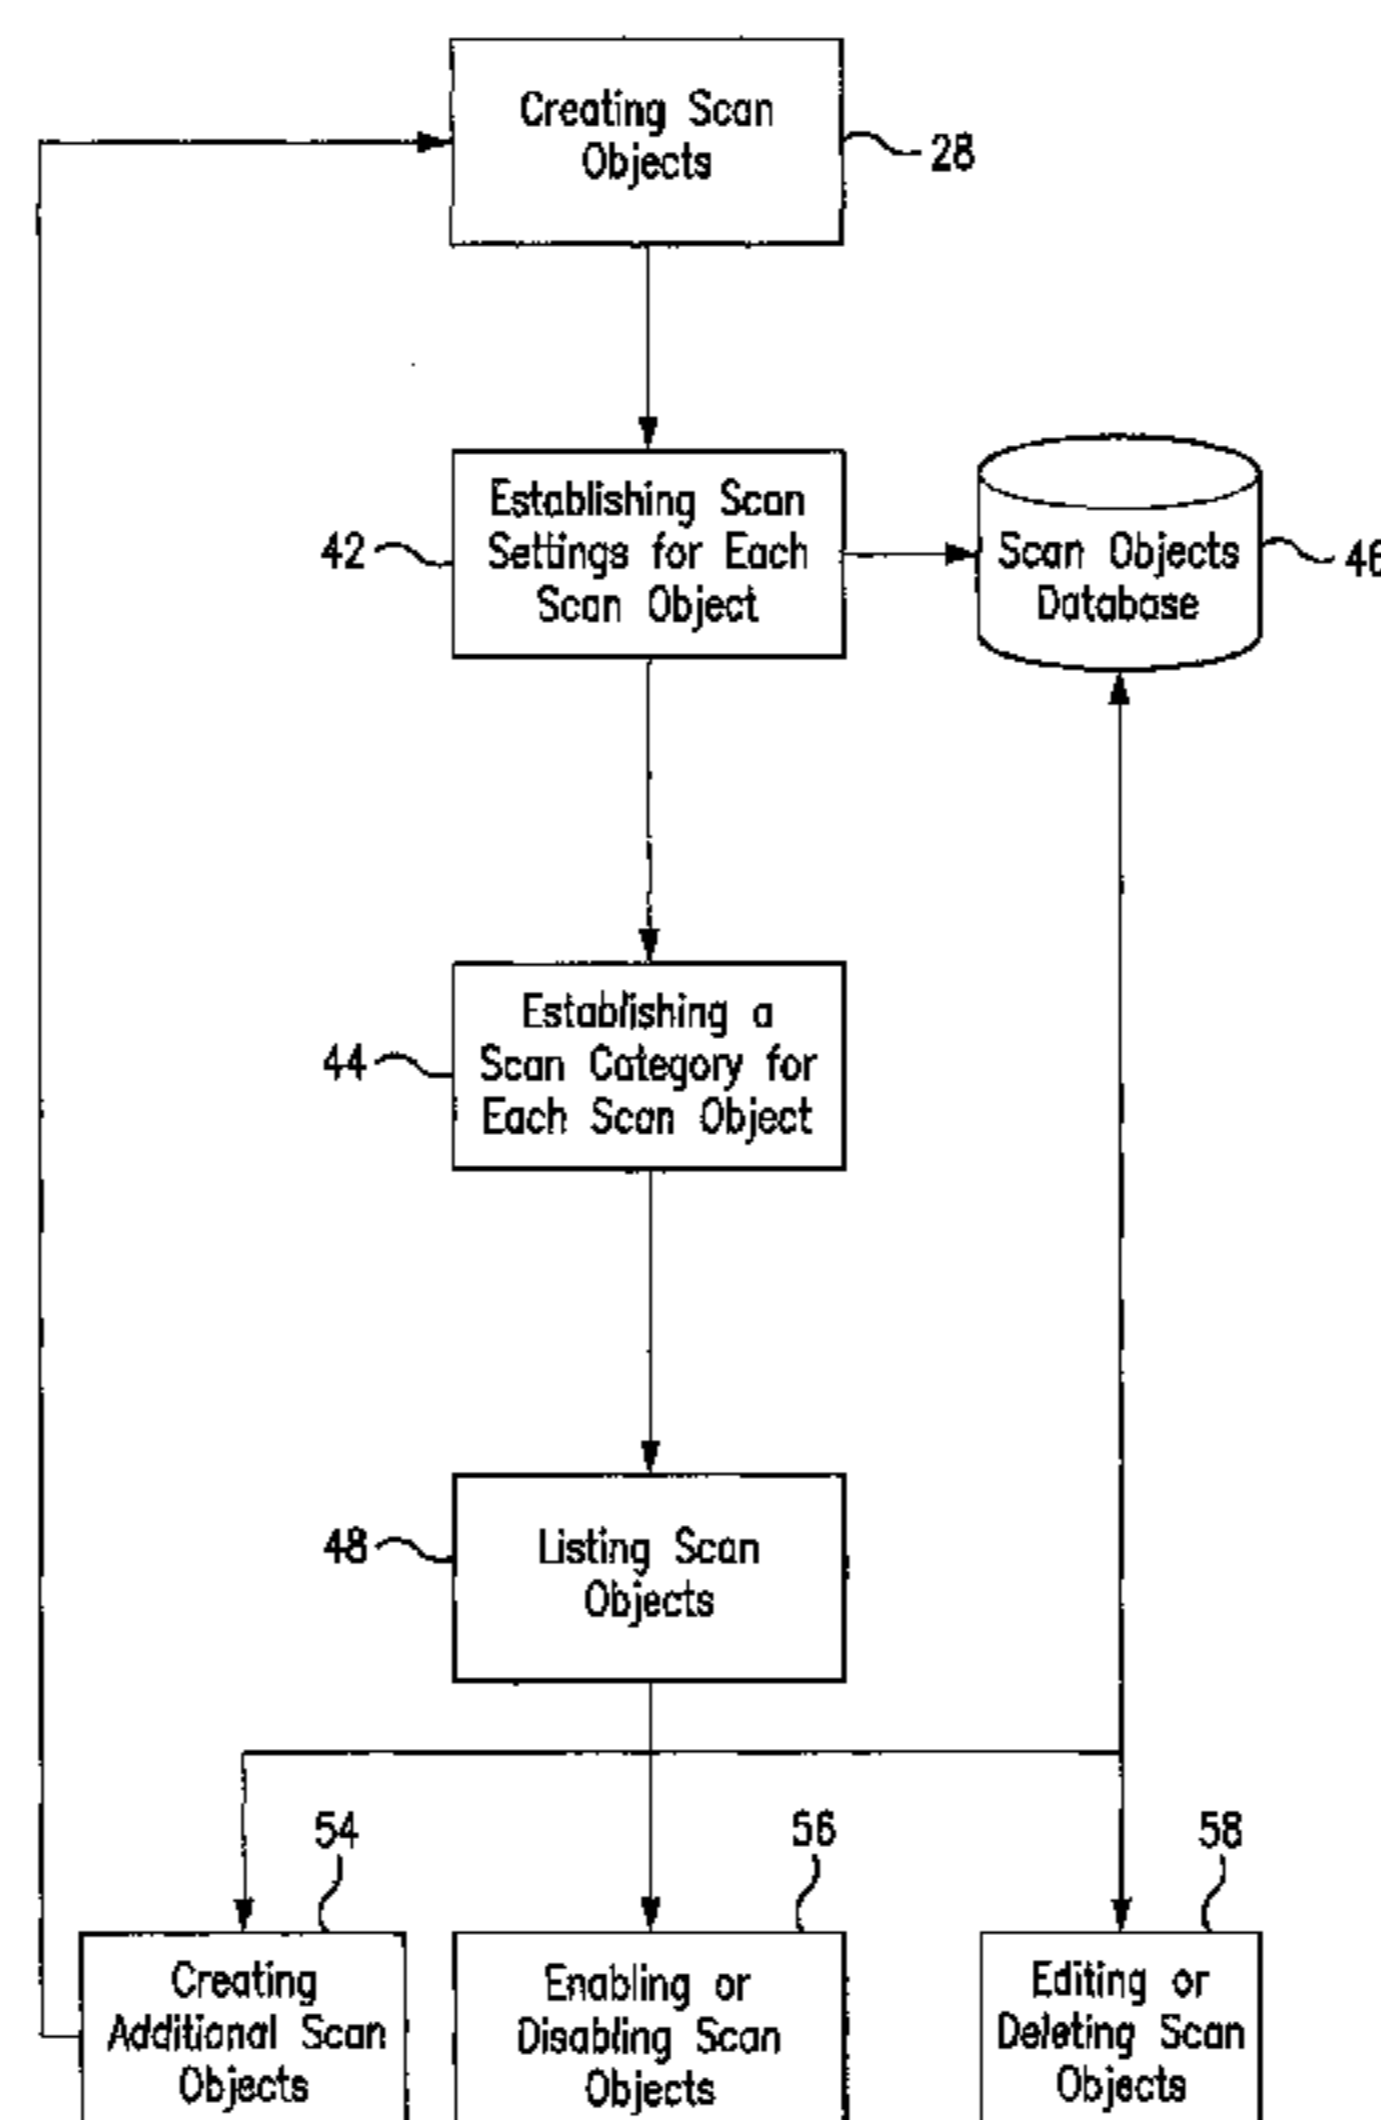 Creating Scan
Objects
28
Establishing Scan
Settings for Each
Scan Object
42
Scan Objects
Database
46
Establishing a
Scan Category for
Each Scan Object
44
Listing Scan
Objects
48
54
56
58
Creating
Additional Scan
Objects
Enabling or
Disabling Scan
Objects
Editing or
Deleting Scan
Objects